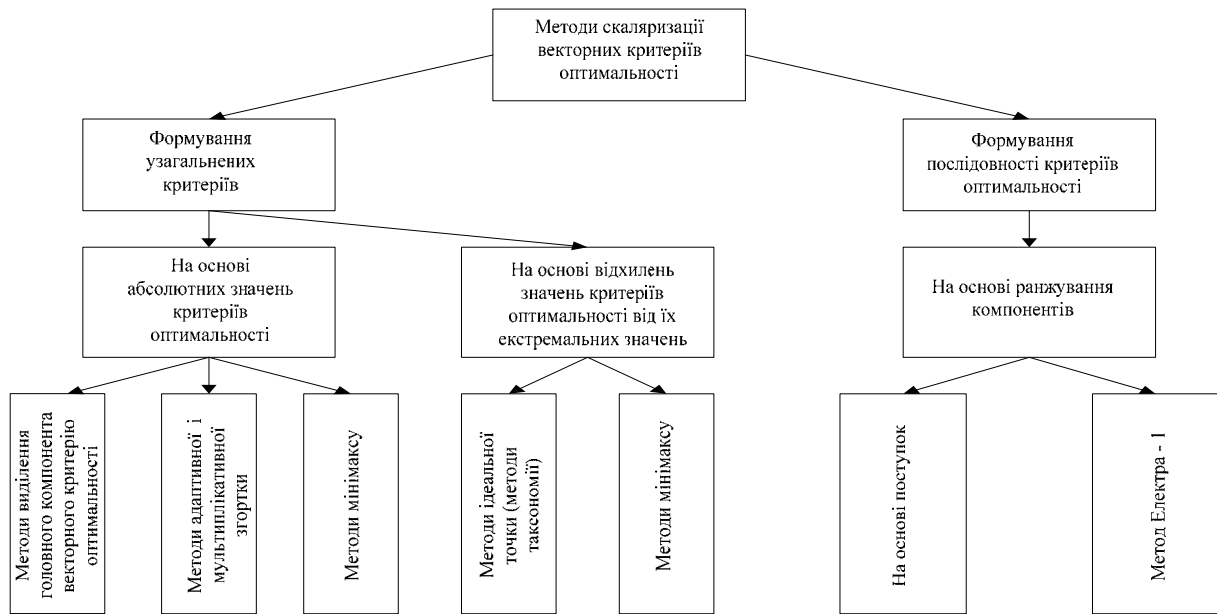 Методи скаляризації
векторних критеріїв
оптимальності
Формування
узагальнених
критеріїв
Формування
послідовності критеріїв
оптимальності
На основі
абсолютних значень
критеріїв
оптимальності
На основі відхилень
значень критеріїв
оптимальності від їх
екстремальних значень
На основі ранжування
компонентів
Методи виділення
головного компонента
векторного критерію
оптимальності
Методи адаптивної і
мультиплікативної
згортки
Методи мінімаксу
Методи ідеальної
точки (методи
таксономії)
Методи мінімаксу
На основі поступок
Метод Електра - 1